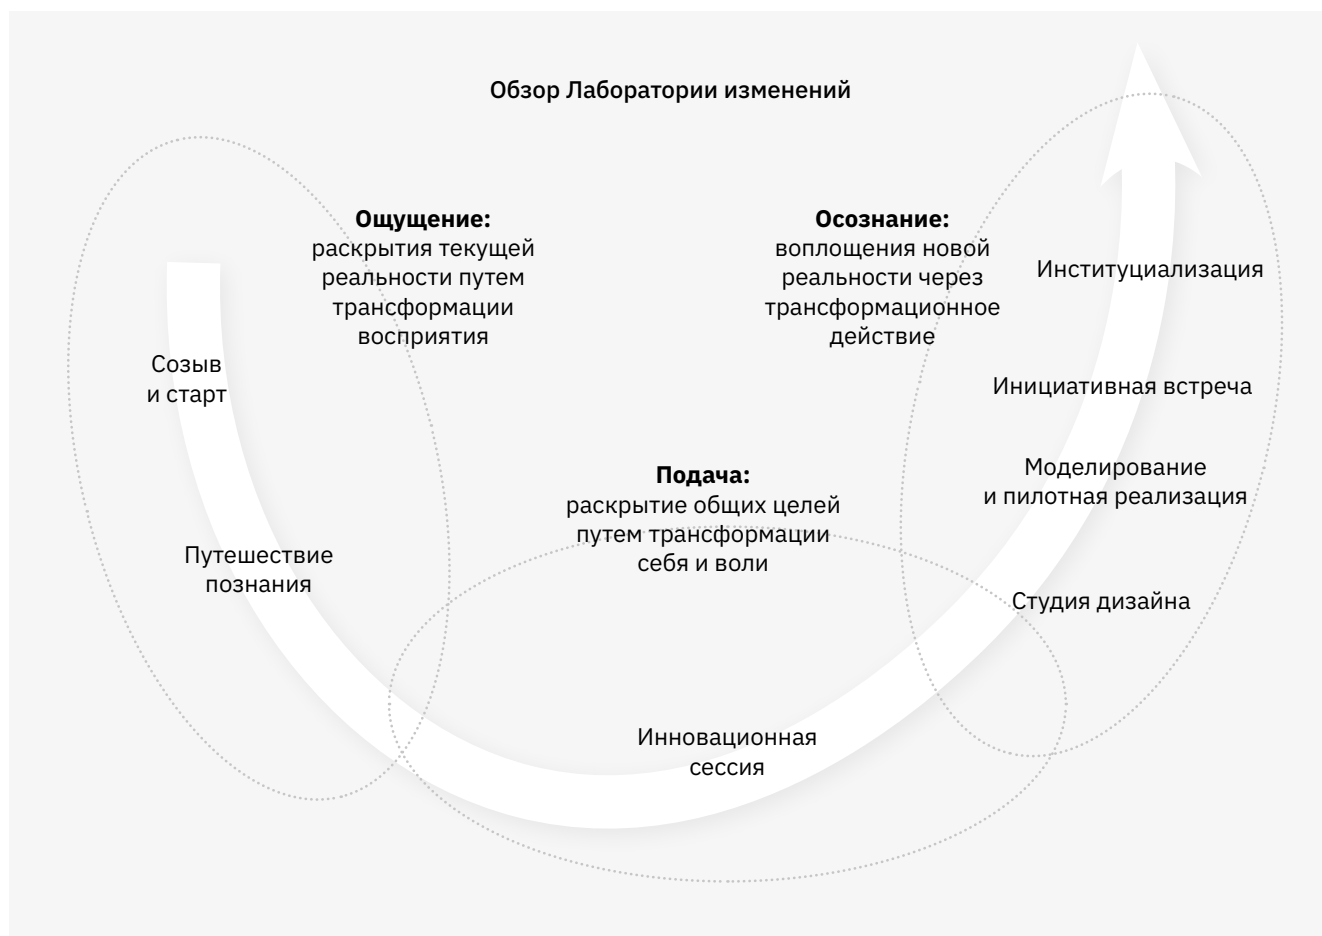 Обзор Лаборатории изменений
Ощущение:
раскрытия текущей
реальности путем
трансформации
восприятия
Осознание:
воплощения новой
реальности через
трансформационное
действие
Институциализация
Созыв
и старт
Инициативная встреча
Подача:
раскрытие общих целей
путем трансформации
себя и воли
Моделирование
и пилотная реализация
Путешествие
познания
Студия дизайна
Инновационная
сессия